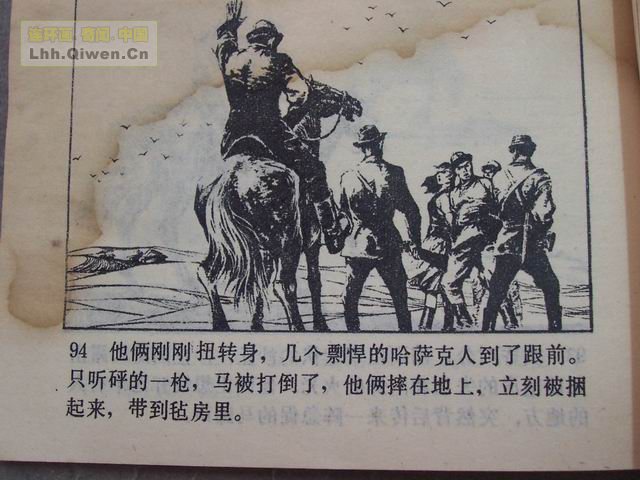 连环画.奇闻.中国
Lhh.Qiwen.Cn
94 他俩刚刚扭转身，几个剽悍的哈萨克人到了跟前。
只听砰的一枪，马被打倒了，他俩摔在地上，立刻被捆
起来，带到毡房里。